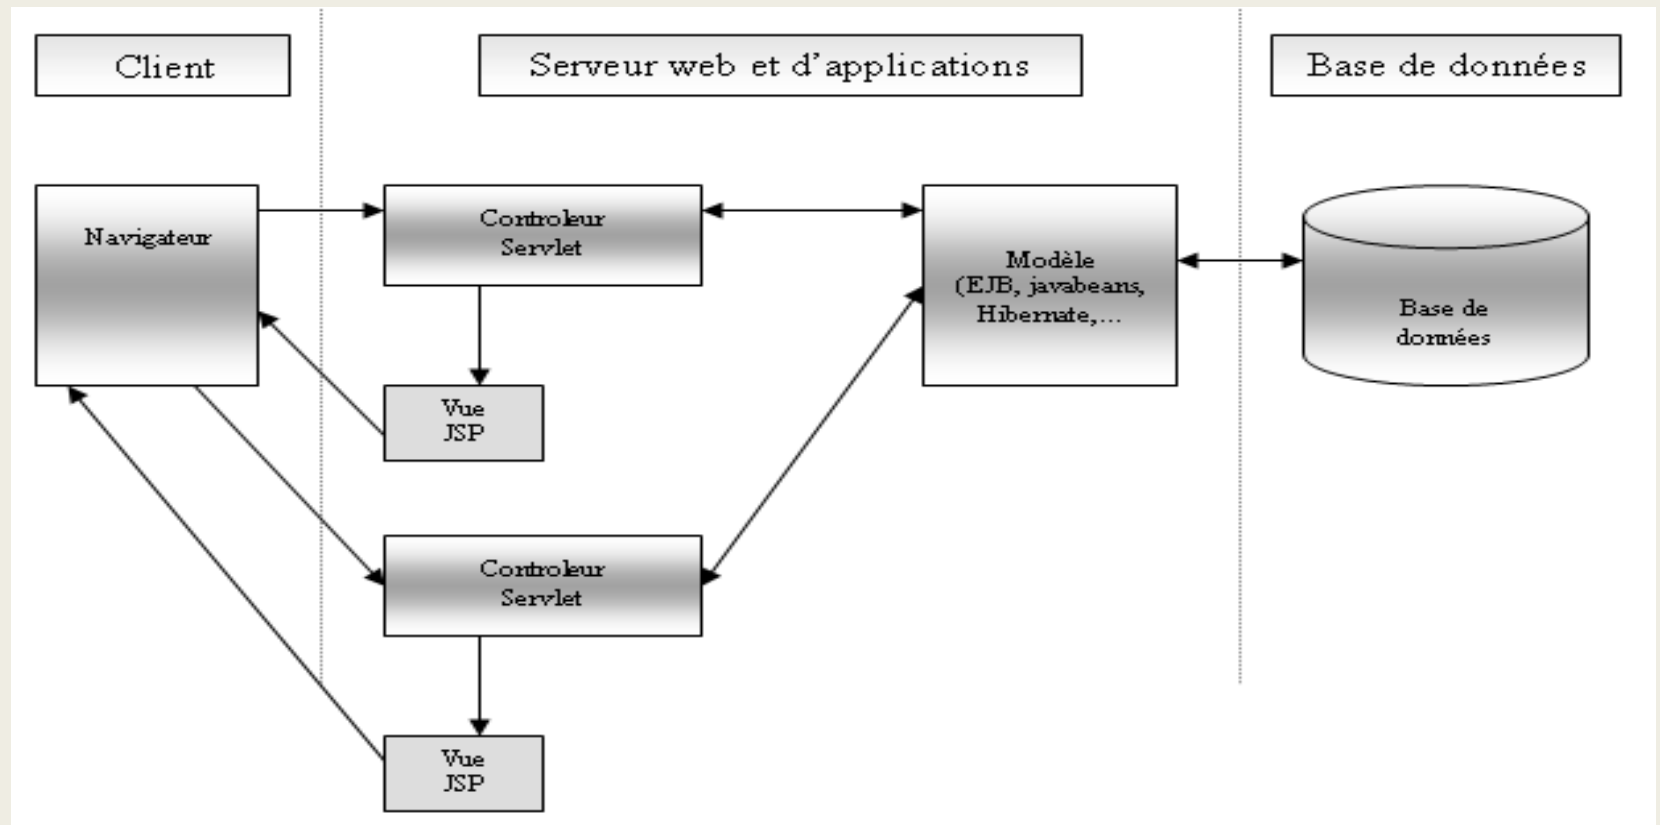 Client
Serveur web et d'applications
Base de données
Navigateur
Controleur
Servlet
Modèle
(EJB, javabeans,
Hibernate,...
Base de
données
Vue
JSP
Controleur
Servlet
Vue
JSP